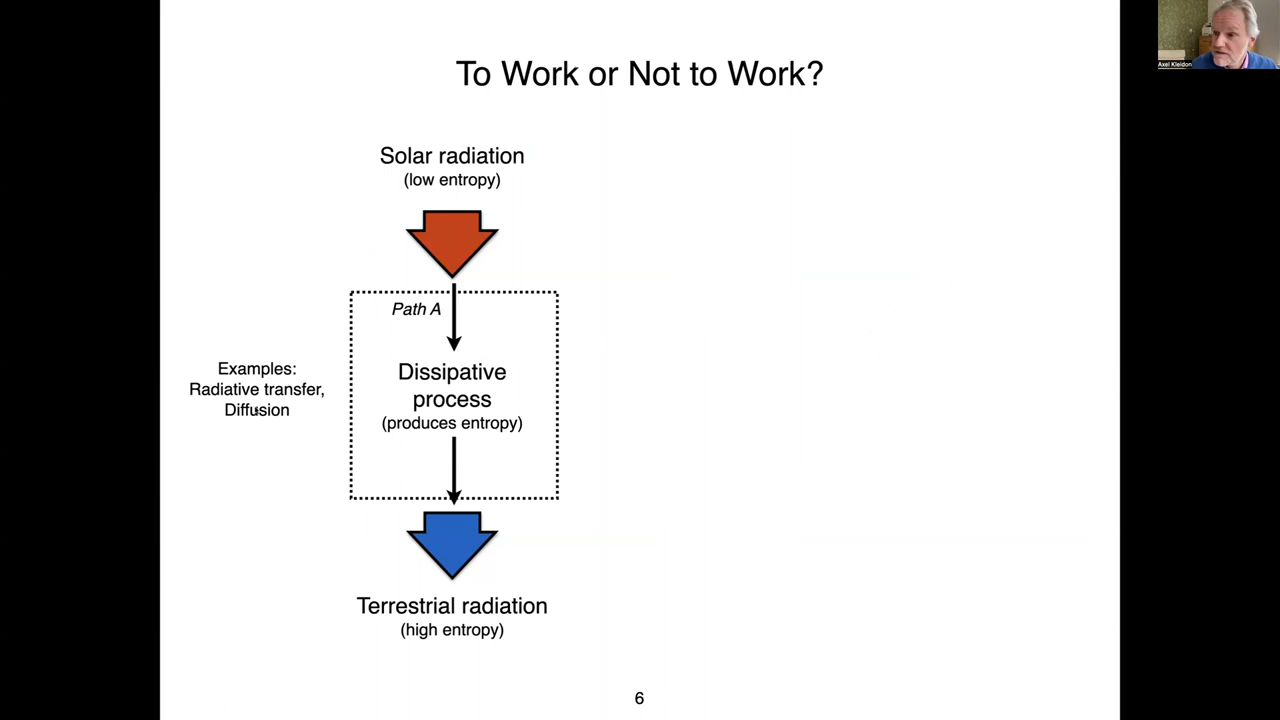 To Work or Not to Work?
Axel Kleidon
Solar radiation
(low entropy)
Path A
Dissipative
process
(produces entropy)
Examples:
Radiative transfer,
Diffusion
Terrestrial radiation
(high entropy)
6